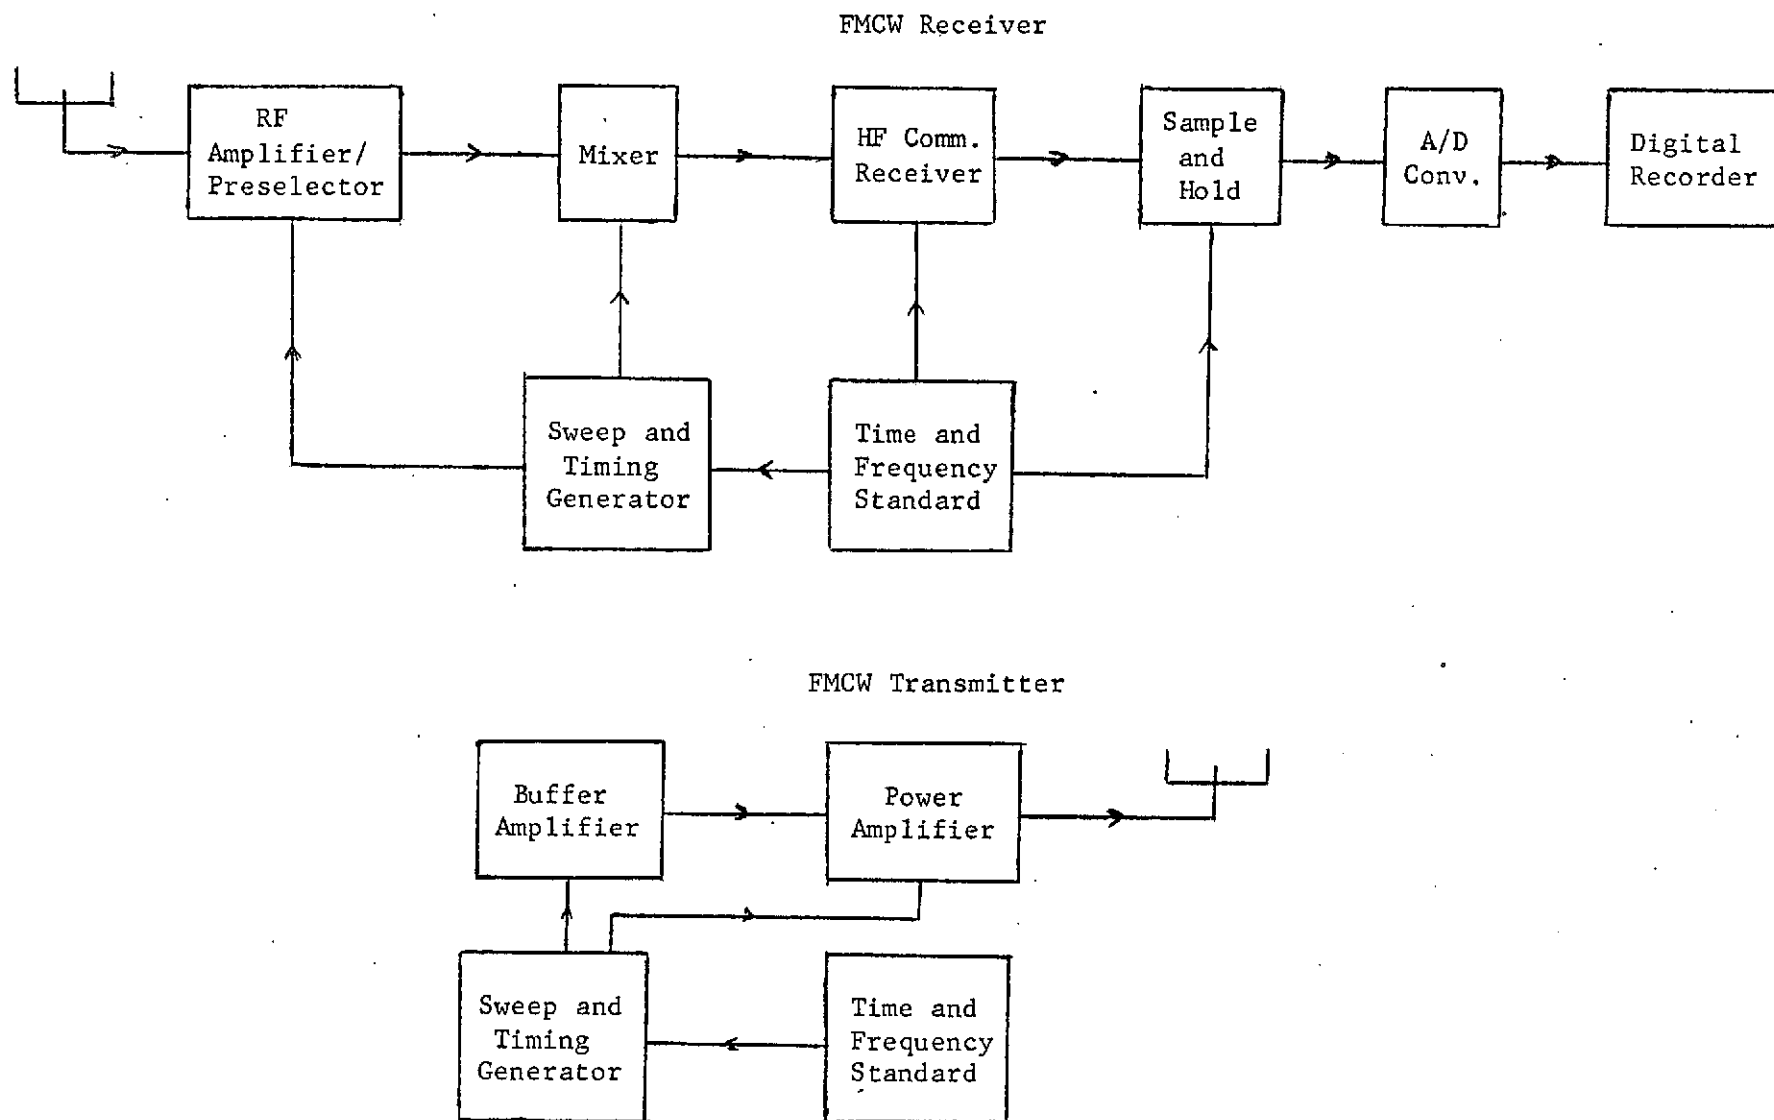 FMCW Receiver
RF
Amplifier/
Preselector
Mixer
HF Comm.
Receiver
Sample
and
Hold
A/D
Conv.
Digital
Recorder
Sweep and
Timing
Generator
Time and
Frequency
Standard
FMCW Transmitter
Buffer
Amplifier
Power
Amplifier
Sweep and
Timing
Generator
Time and
Frequency
Standard